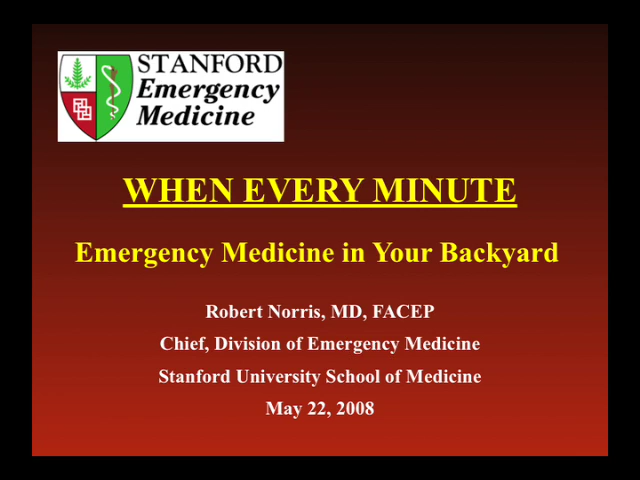 STANFORD
Emergency
Medicine
WHEN EVERY MINUTE
Emergency Medicine in Your Backyard
Robert Norris, MD, FACEP
Chief, Division of Emergency Medicine
Stanford University School of Medicine
May 22, 2008